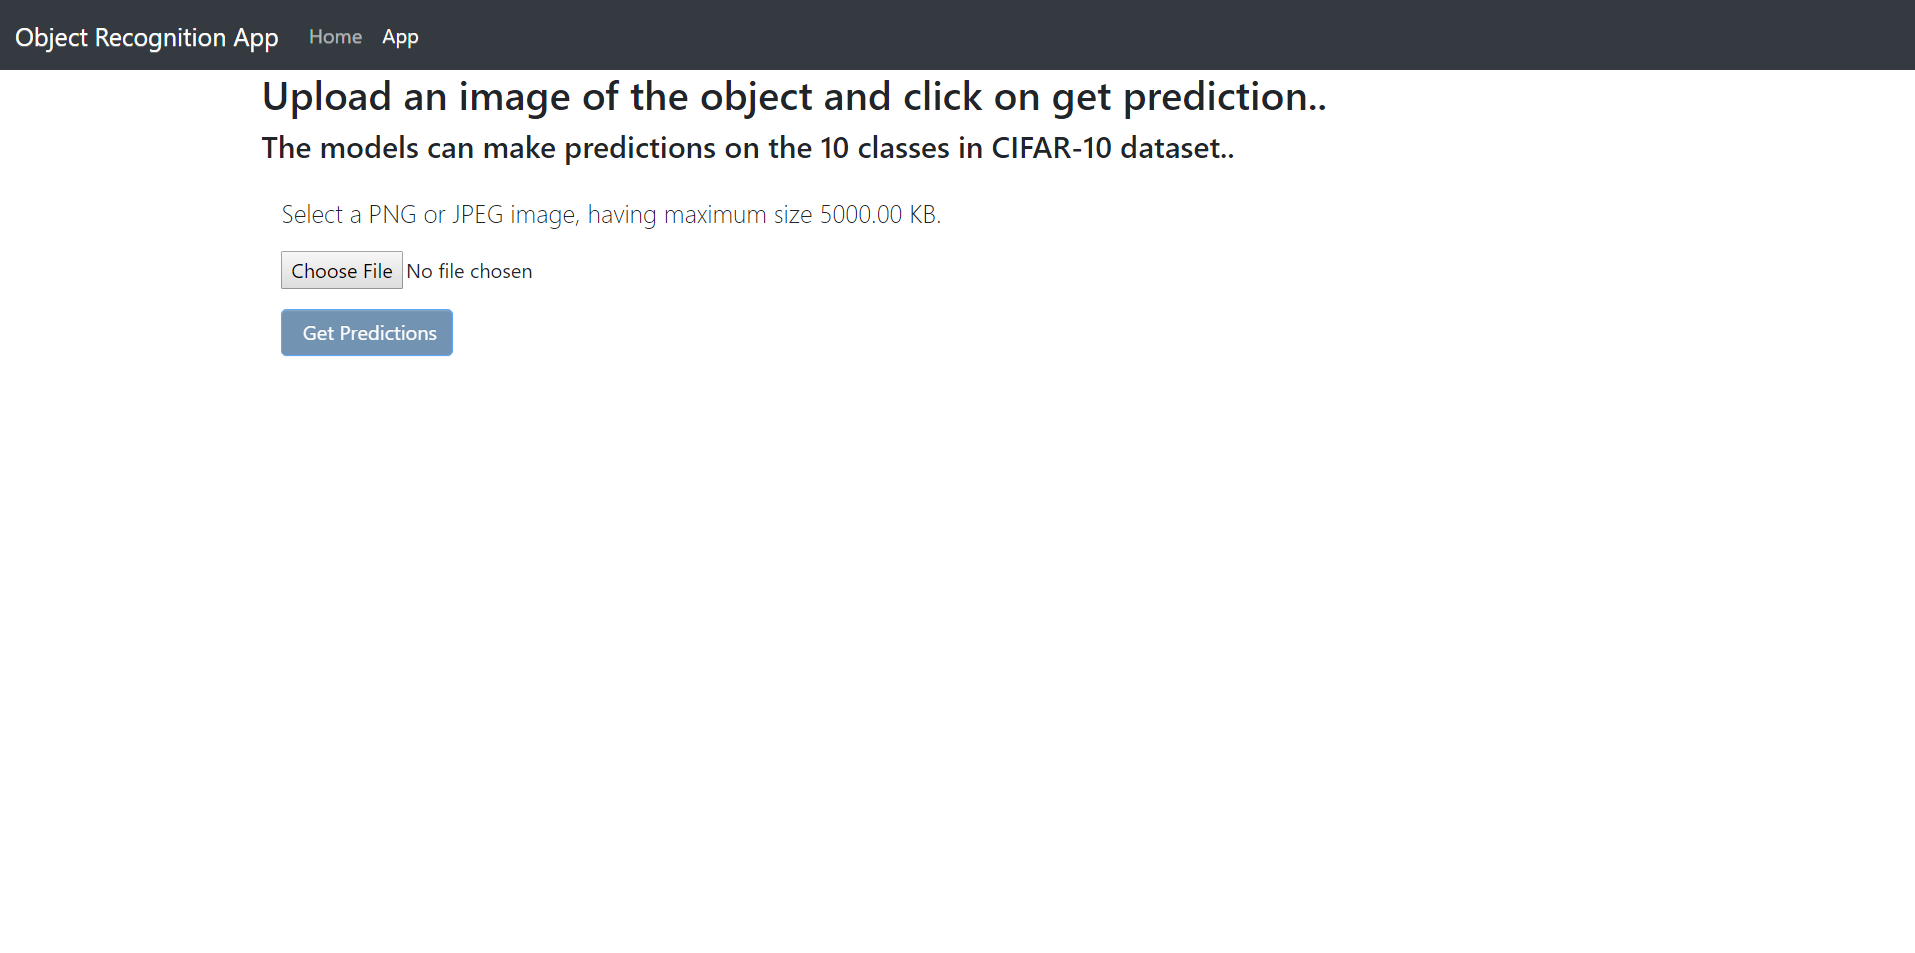 Object Recognition App Home App
Upload an image of the object and click on get prediction..
The models can make predictions on the 10 classes in CIFAR-10 dataset..
Select a PNG or JPEG image, having maximum size 5000.00 KB.
Choose File No file chosen
Get Predictions